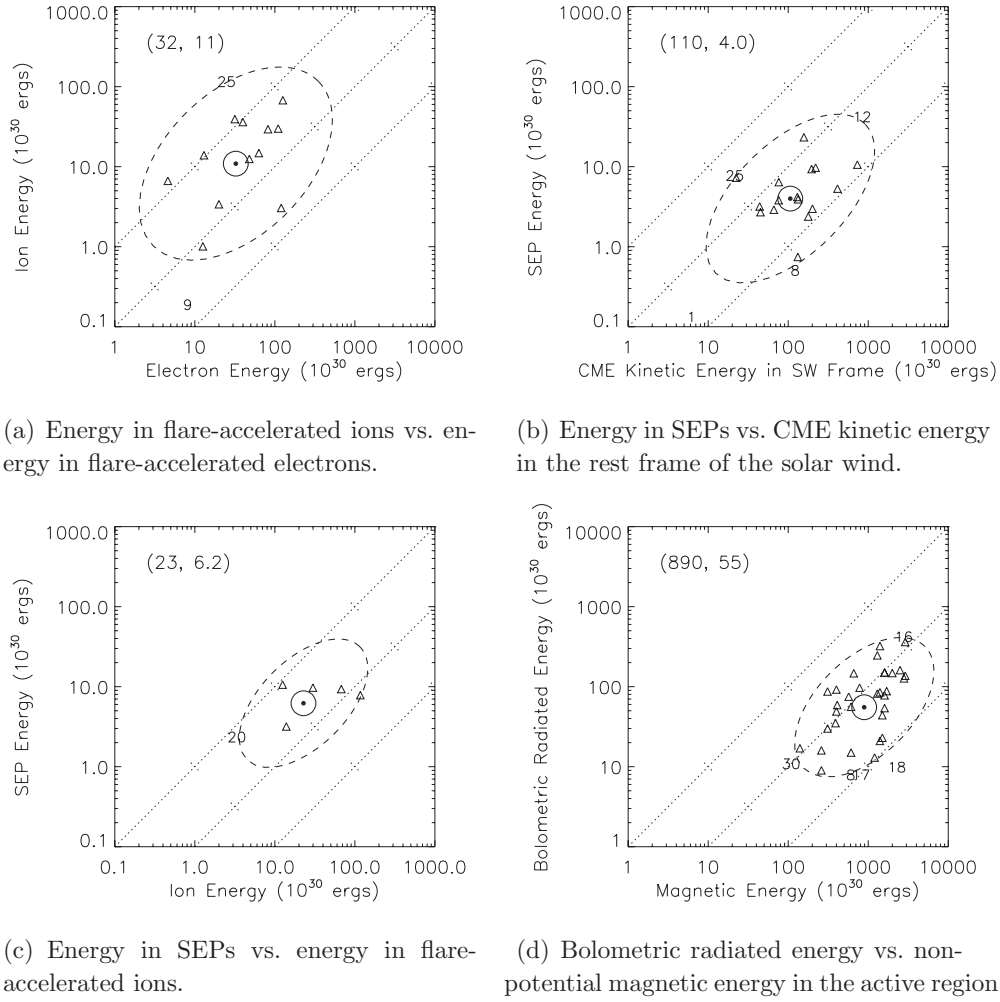 1000.0
100.0
10.0
1.0
0.1
Ion Energy (10^30 ergs)
(32, 11)
25
9
1 10 100 1000 10000
Electron Energy (10^30 ergs)
1000.0
100.0
10.0
1.0
0.1
SEP Energy (10^30 ergs)
(110, 4.0)
12
25
8
1
1 10 100 1000 10000
CME Kinetic Energy in SW Frame (10^30 ergs)
(a) Energy in flare-accelerated ions vs. en-
ergy in flare-accelerated electrons.
(b) Energy in SEPs vs. CME kinetic energy
in the rest frame of the solar wind.
1000.0
100.0
10.0
1.0
0.1
SEP Energy (10^30 ergs)
(23, 6.2)
20
0.1 1.0 10.0 100.0 1000.0
Ion Energy (10^30 ergs)
10000
1000
100
10
1
Bolometric Radiated Energy (10^30 ergs)
(890, 55)
16
30
8
17
18
1 10 100 1000 10000
Magnetic Energy (10^30 ergs)
(c) Energy in SEPs vs. energy in flare-
accelerated ions.
(d) Bolometric radiated energy vs. non-
potential magnetic energy in the active region